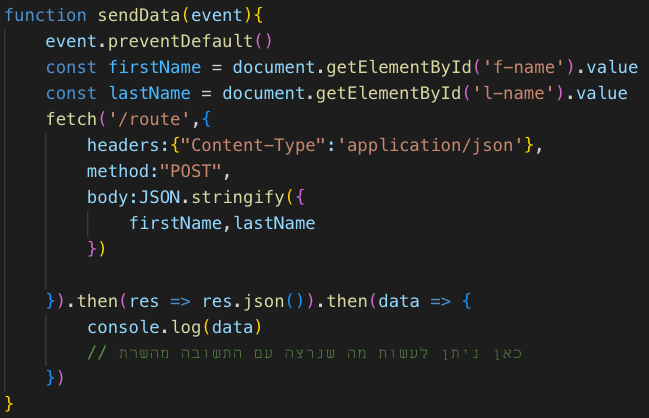 function sendData(event){
    event.preventDefault()
    const firstName = document.getElementById('f-name').value
    const lastName = document.getElementById('l-name').value
    fetch('/route',{
        headers:{"Content-Type":'application/json'},
        method:"POST",
        body:JSON.stringify({
            firstName,lastName
        })

    }).then(res => res.json()).then(data => {
        console.log(data)
        // כאן ניתן לעשות מה שנרצה עם התשובה מהשרת
    })
}